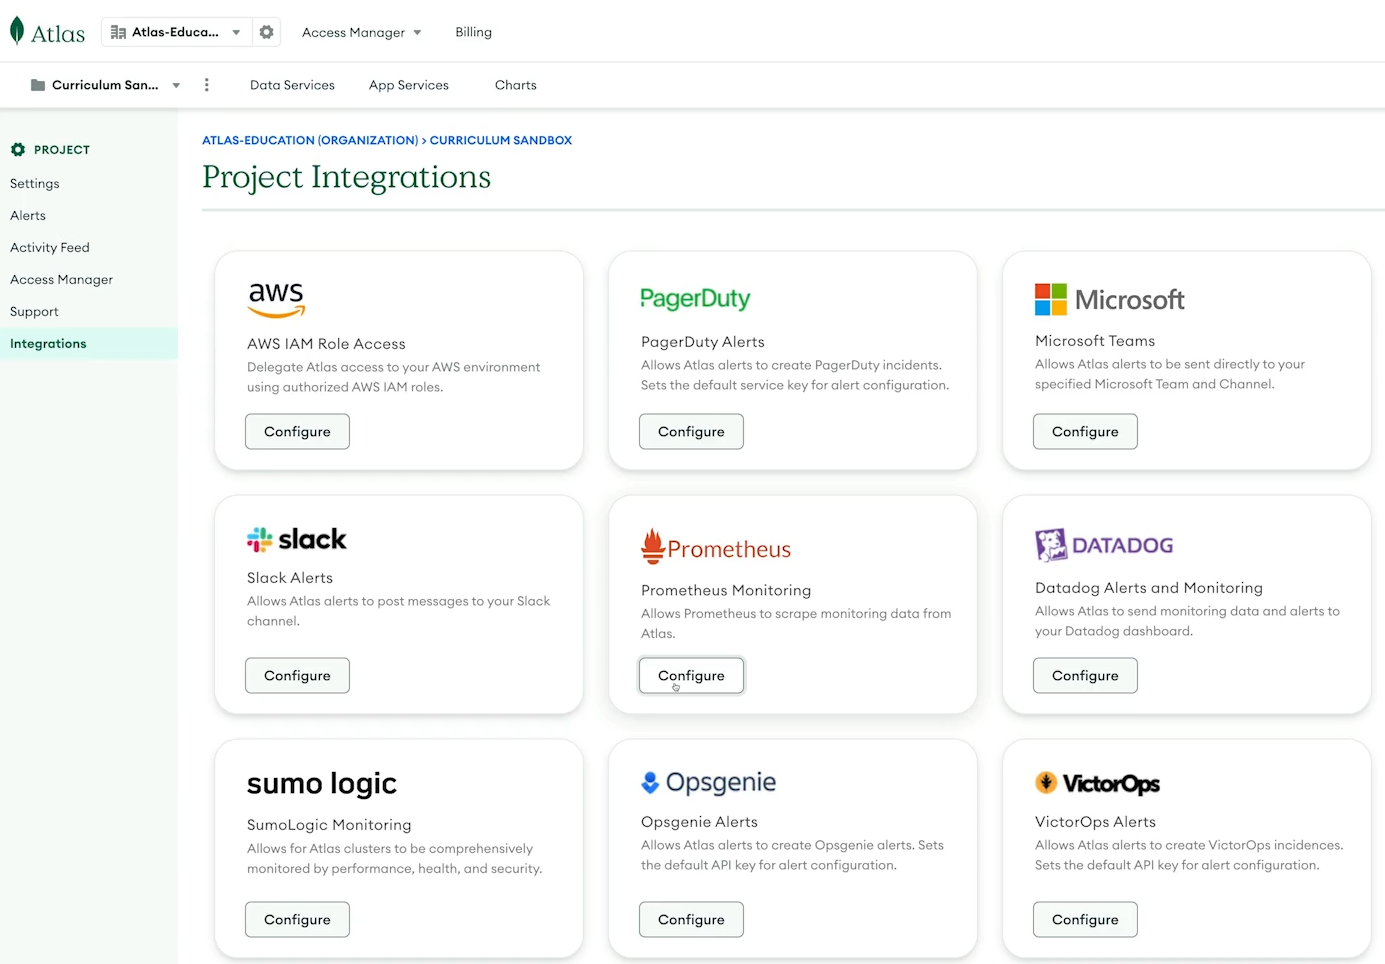 Atlas
Atlas-Educa...
Access Manager
Billing
Curriculum San...
Data Services
App Services
Charts
PROJECT
Settings
Alerts
Activity Feed
Access Manager
Support
Integrations
ATLAS-EDUCATION (ORGANIZATION) > CURRICULUM SANDBOX
Project Integrations
aws
AWS IAM Role Access
Delegate Atlas access to your AWS environment
using authorized AWS IAM roles.
Configure
PagerDuty
PagerDuty Alerts
Allows Atlas alerts to create PagerDuty incidents.
Sets the default service key for alert configuration.
Configure
Microsoft
Microsoft Teams
Allows Atlas alerts to be sent directly to your
specified Microsoft Team and Channel.
Configure
slack
Slack Alerts
Allows Atlas alerts to post messages to your Slack
channel.
Configure
Prometheus
Prometheus Monitoring
Allows Prometheus to scrape monitoring data from
Atlas.
Configure
DATADOG
Datadog Alerts and Monitoring
Allows Atlas to send monitoring data and alerts to
your Datadog dashboard.
Configure
sumo logic
SumoLogic Monitoring
Allows for Atlas clusters to be comprehensively
monitored by performance, health, and security.
Configure
Opsgenie
Opsgenie Alerts
Allows Atlas alerts to create Opsgenie alerts. Sets
the default API key for alert configuration.
Configure
VictorOps
VictorOps Alerts
Allows Atlas alerts to create VictorOps incidences.
Sets the default API key for alert configuration.
Configure